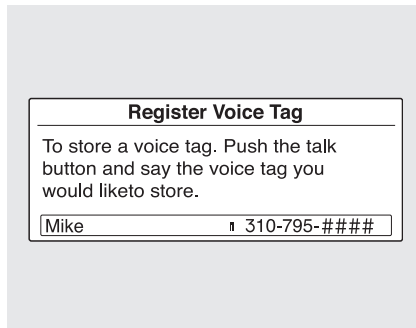 Register Voice Tag
To store a voice tag. Push the talk
button and say the voice tag you
would liketo store.
Mike 310-795-####